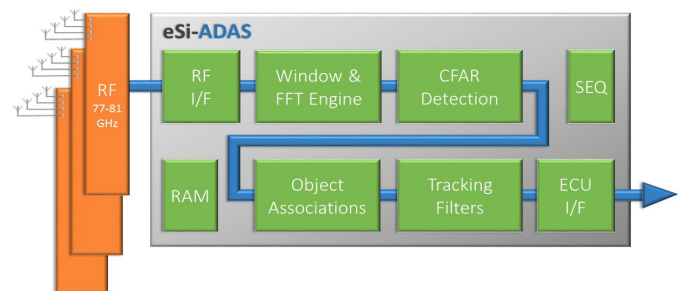 eSi-ADAS
RF
77-81
GHz
RF
I/F
Window &
FFT Engine
CFAR
Detection
SEQ
RAM
Object
Associations
Tracking
Filters
ECU
I/F